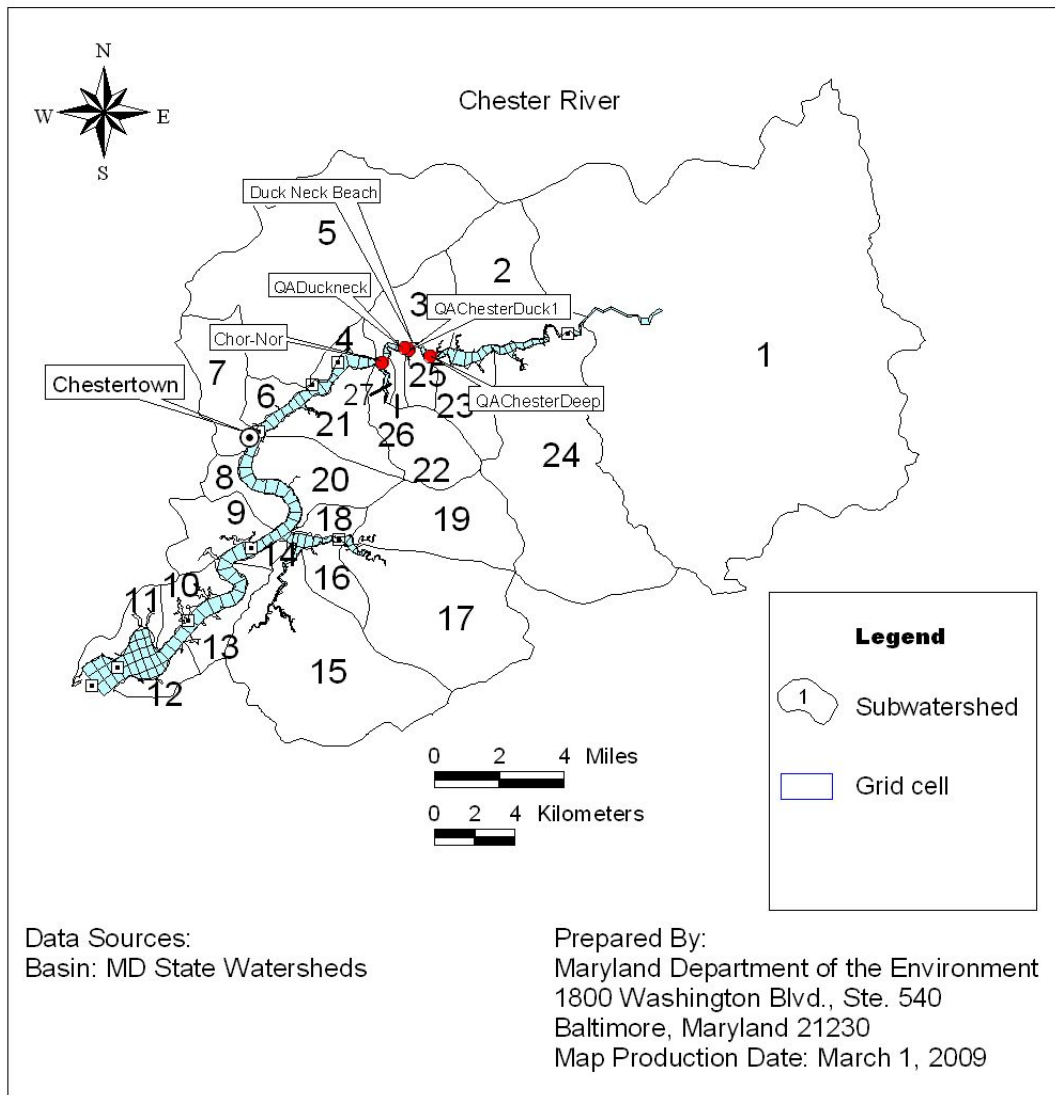 N
W E
S
Chester River
Duck Neck Beach
5
2
QADuckneck
3
QAChesterDuck1
Chor-Nor
4
1
7
25
Chestertown
6
27
23
QAChesterDeep
21
26
24
22
8
20
9
18
19
14
16
10
11
17
13
15
12
0 2 4 Miles
0 2 4 Kilometers
Legend
1
Subwatershed
Grid cell
Data Sources:
Basin: MD State Watersheds
Prepared By:
Maryland Department of the Environment
1800 Washington Blvd., Ste. 540
Baltimore, Maryland 21230
Map Production Date: March 1, 2009